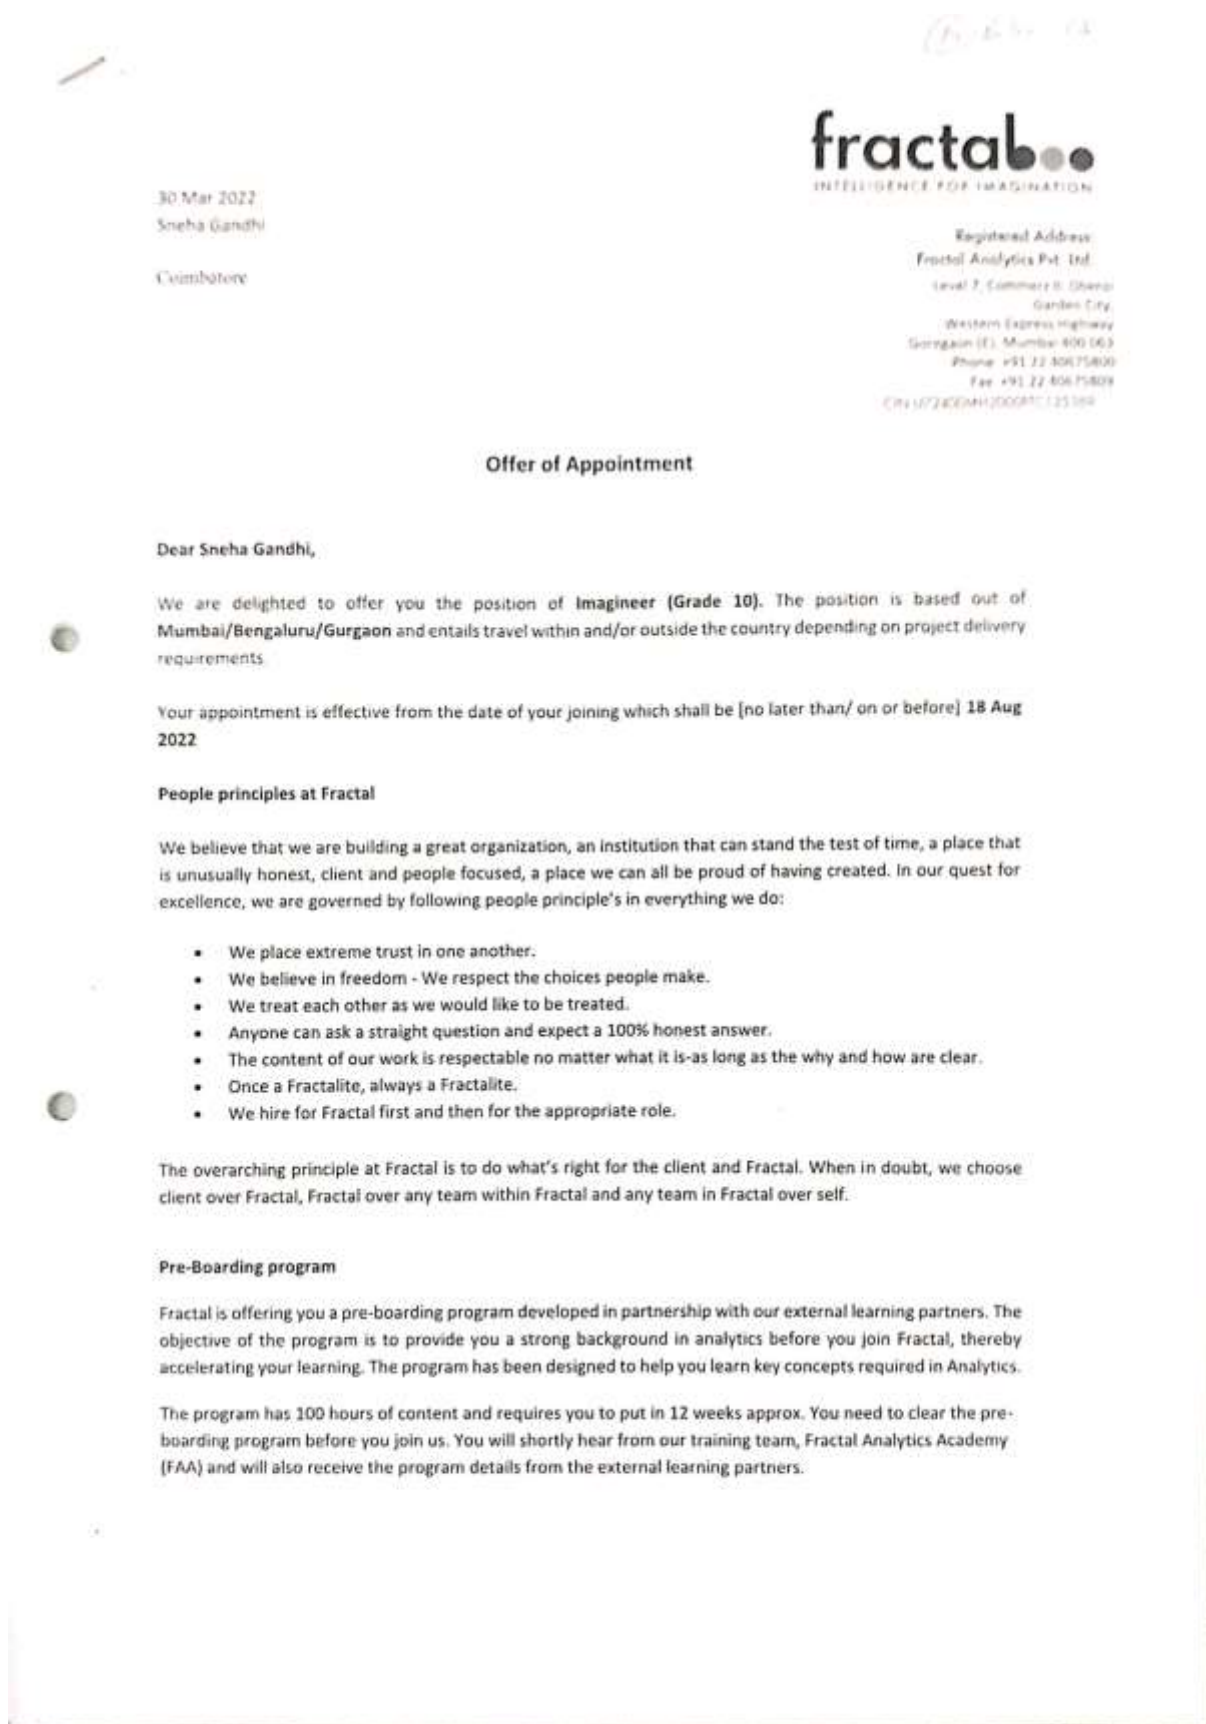 fractal
INTELLIGENCE FOR IMAGINATION
30 Mar 2022
Sneha Gandhi
Coimbatore
Registered Address
Fractal Analytics Pvt. Ltd
Level 7, Commerz II, Oberoi
Garden City,
Western Express Highway
Goregaon (E), Mumbai 400 063
Phone +91 22 40675800
Fax +91 22 40675809
Offer of Appointment
Dear Sneha Gandhi,
We are delighted to offer you the position of Imagineer (Grade 10). The position is based out of
Mumbai/Bengaluru/Gurgaon and entails travel within and/or outside the country depending on project delivery
requirements
Your appointment is effective from the date of your joining which shall be [no later than/ on or before] 18 Aug
2022
People principles at Fractal
We believe that we are building a great organization, an institution that can stand the test of time, a place that
is unusually honest, client and people focused, a place we can all be proud of having created. In our quest for
excellence, we are governed by following people principle's in everything we do:
• We place extreme trust in one another.
• We believe in freedom - We respect the choices people make.
• We treat each other as we would like to be treated.
• Anyone can ask a straight question and expect a 100% honest answer.
• The content of our work is respectable no matter what it is-as long as the why and how are clear.
• Once a Fractalite, always a Fractalite.
• We hire for Fractal first and then for the appropriate role.
The overarching principle at Fractal is to do what's right for the client and Fractal. When in doubt, we choose
client over Fractal, Fractal over any team within Fractal and any team in Fractal over self.
Pre-Boarding program
Fractal is offering you a pre-boarding program developed in partnership with our external learning partners. The
objective of the program is to provide you a strong background in analytics before you join Fractal, thereby
accelerating your learning. The program has been designed to help you learn key concepts required in Analytics.
The program has 100 hours of content and requires you to put in 12 weeks approx. You need to clear the pre-
boarding program before you join us. You will shortly hear from our training team, Fractal Analytics Academy
(FAA) and will also receive the program details from the external learning partners.